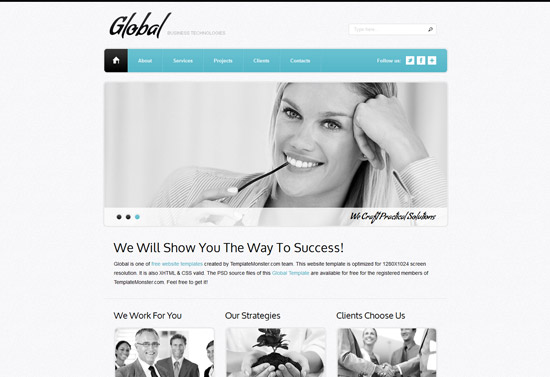 Global BUSINESS TECHNOLOGIES
Type here...
About Services Projects Clients Contacts Follow us:
We Craft Practical Solutions
We Will Show You The Way To Success!
Global is one of free website templates created by TemplateMonster.com team. This website template is optimized for 1280X1024 screen
resolution. It is also XHTML & CSS valid. The PSD source files of this Global Template are available for free for the registered members of
TemplateMonster.com. Feel free to get it!
We Work For You Our Strategies Clients Choose Us